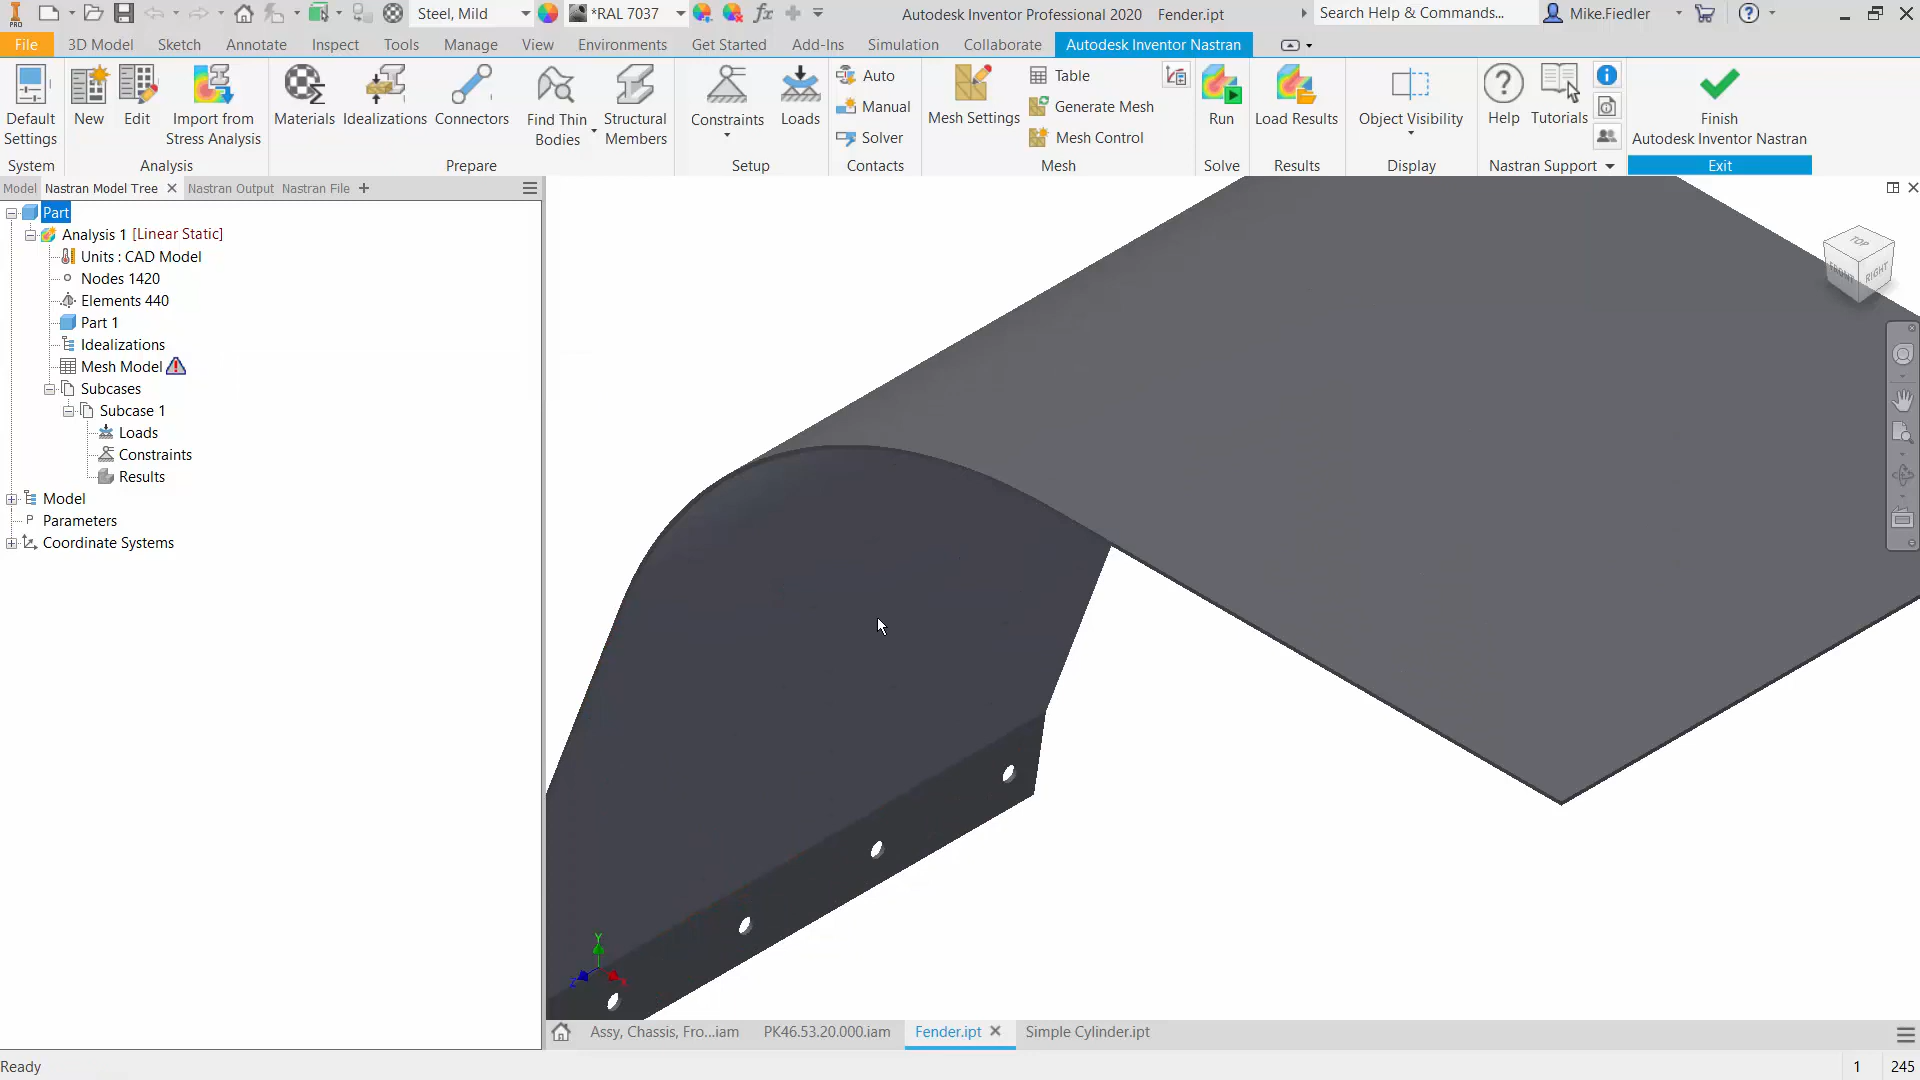 PRO
Steel, Mild
*RAL 7037
Autodesk Inventor Professional 2020 Fender.ipt
Search Help & Commands...
Mike.Fiedler
File
3D Model
Sketch
Annotate
Inspect
Tools
Manage
View
Environments
Get Started
Add-Ins
Simulation
Collaborate
Autodesk Inventor Nastran
Default
Settings
New
Edit
Import from
Stress Analysis
Materials
Idealizations
Connectors
Find Thin
Bodies
Structural
Members
Constraints
Loads
Auto
Manual
Solver
Mesh Settings
Table
Generate Mesh
Mesh Control
Run
Load Results
Object Visibility
Help
Tutorials
Finish
Autodesk Inventor Nastran
System
Analysis
Prepare
Setup
Contacts
Mesh
Solve
Results
Display
Nastran Support
Exit
Model
Nastran Model Tree
Nastran Output
Nastran File
Part
Analysis 1 [Linear Static]
Units : CAD Model
Nodes 1420
Elements 440
Part 1
Idealizations
Mesh Model
Subcases
Subcase 1
Loads
Constraints
Results
Model
Parameters
Coordinate Systems
TOP
FRONT
RIGHT
Y
Z
X
Assy, Chassis, Fro...iam
PK46.53.20.000.iam
Fender.ipt
Simple Cylinder.ipt
Ready
1
245